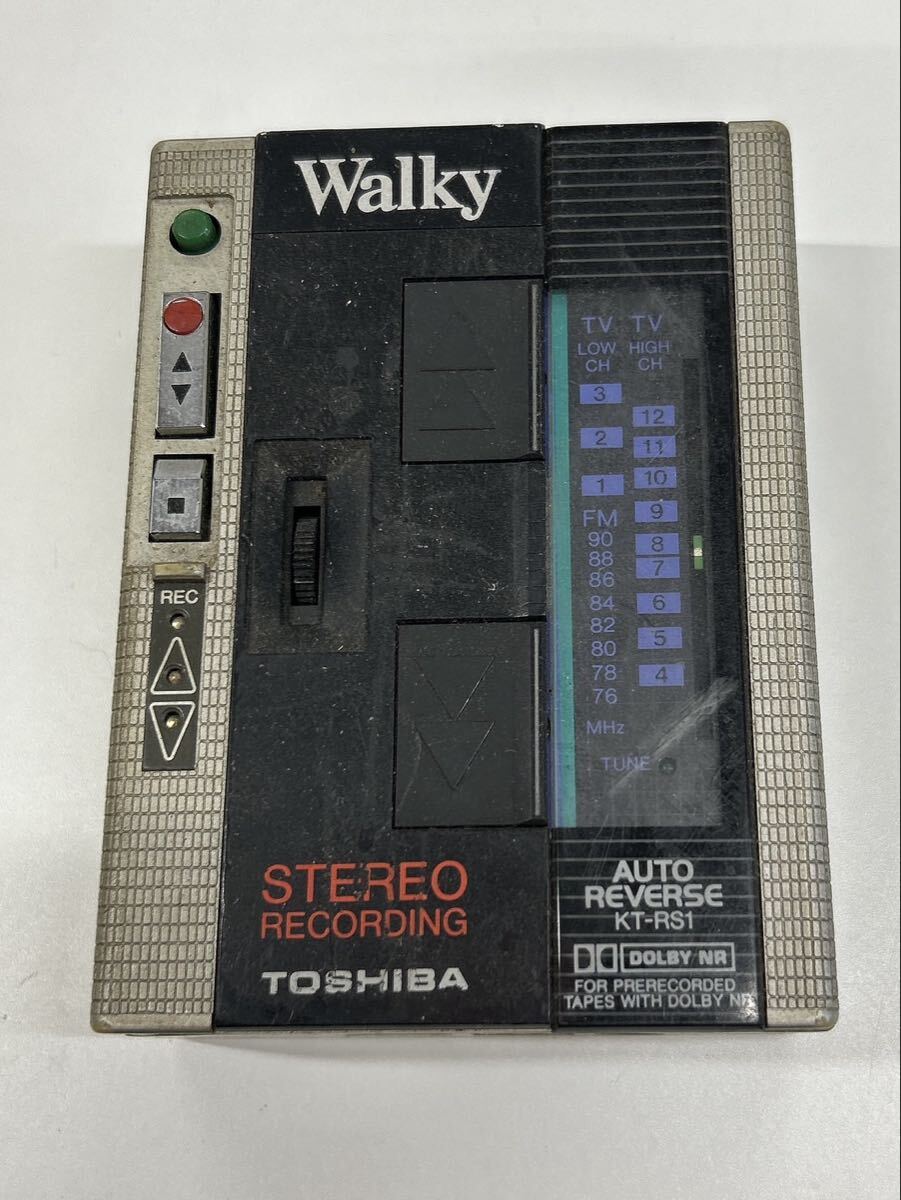 Walky
TV TV
LOW HIGH
CH CH
3
12
2
11
1
10
FM
9
90
8
88
7
86
84
6
82
5
80
78
4
76
MHz
TUNE
REC
STEREO
RECORDING
TOSHIBA
AUTO
REVERSE
KT-RS1
DOLBY NR
FOR PRERECORDED
TAPES WITH DOLBY NR